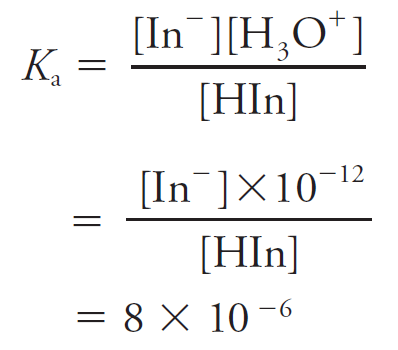 Kₐ = [In⁻][H₃O⁺] / [HIn]
= [In⁻]×10⁻¹² / [HIn]
= 8 × 10⁻⁶